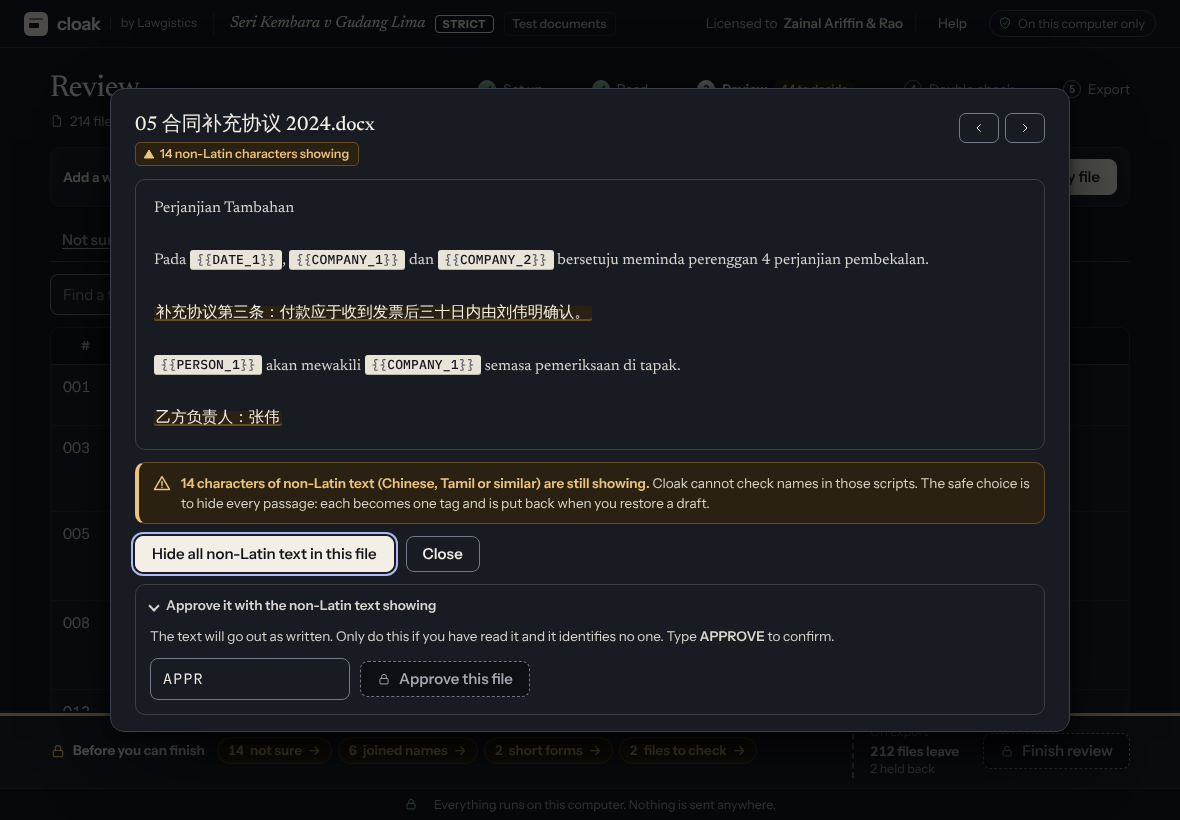 cloak by Lawgistics Seri Kembara v Gudang Lima STRICT Test documents Licensed to Zainal Ariffin & Rao Help On this computer only
Review Review 5 Export
214
Add a file
Not
Find a
#
001
003
005
008
05 合同补充协议 2024.docx
14 non-Latin characters showing
Perjanjian Tambahan
Pada {{DATE_1}}, {{COMPANY_1}} dan {{COMPANY_2}} bersetuju meminda perenggan 4 perjanjian pembekalan.
补充协议第三条：付款应于收到发票后三十日内由刘伟明确认。
{{PERSON_1}} akan mewakili {{COMPANY_1}} semasa pemeriksaan di tapak.
乙方负责人：张伟
14 characters of non-Latin text (Chinese, Tamil or similar) are still showing. Cloak cannot check names in those scripts. The safe choice is
to hide every passage: each becomes one tag and is put back when you restore a draft.
Hide all non-Latin text in this file Close
Approve it with the non-Latin text showing
The text will go out as written. Only do this if you have read it and it identifies no one. Type APPROVE to confirm.
APPR Approve this file
Before you can finish 14 not sure → 6 joined names → 2 short forms → 2 files to check → 212 files leave Finish review
2 held back
Everything runs on this computer. Nothing is sent anywhere.